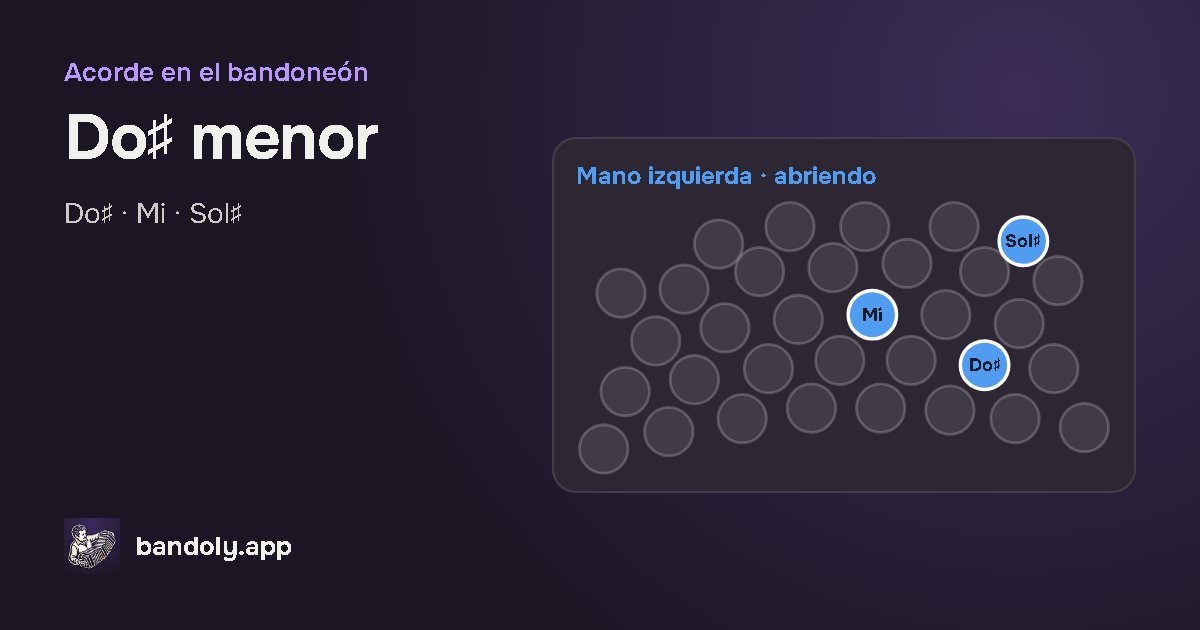 Acorde en el bandoneón
Do♯ menor
Do♯ · Mi · Sol♯
Mano izquierda · abriendo
Sol♯
Mi
Do♯
bandoly.app